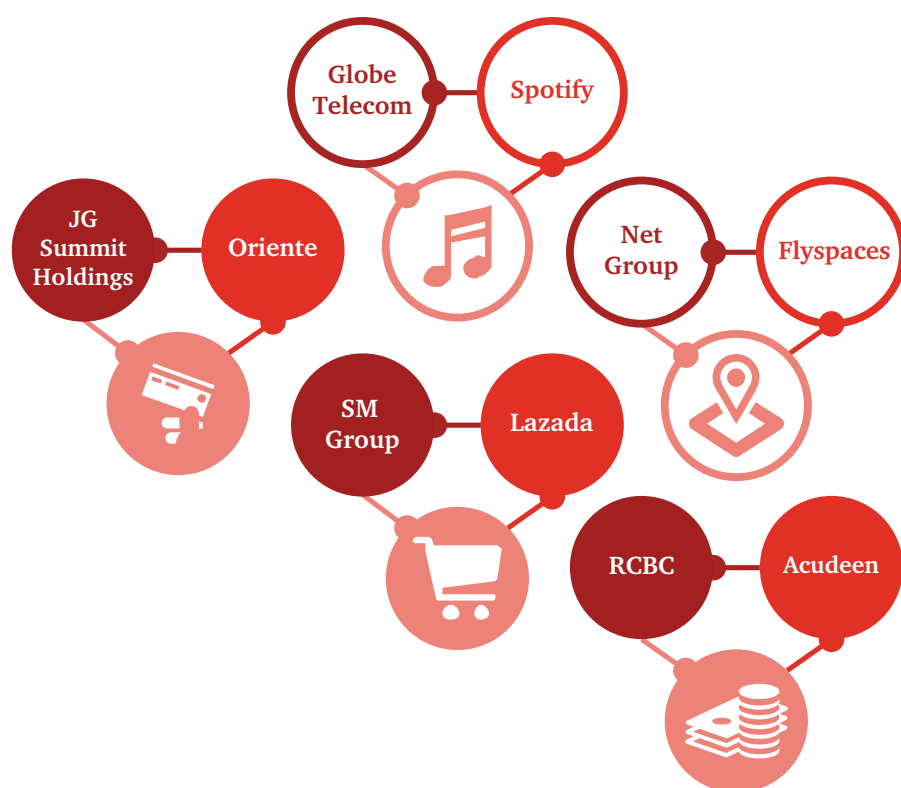 Globe
Telecom
Spotify
JG
Summit
Holdings
Oriente
Net
Group
Flyspaces
SM
Group
Lazada
RCBC
Acudeen